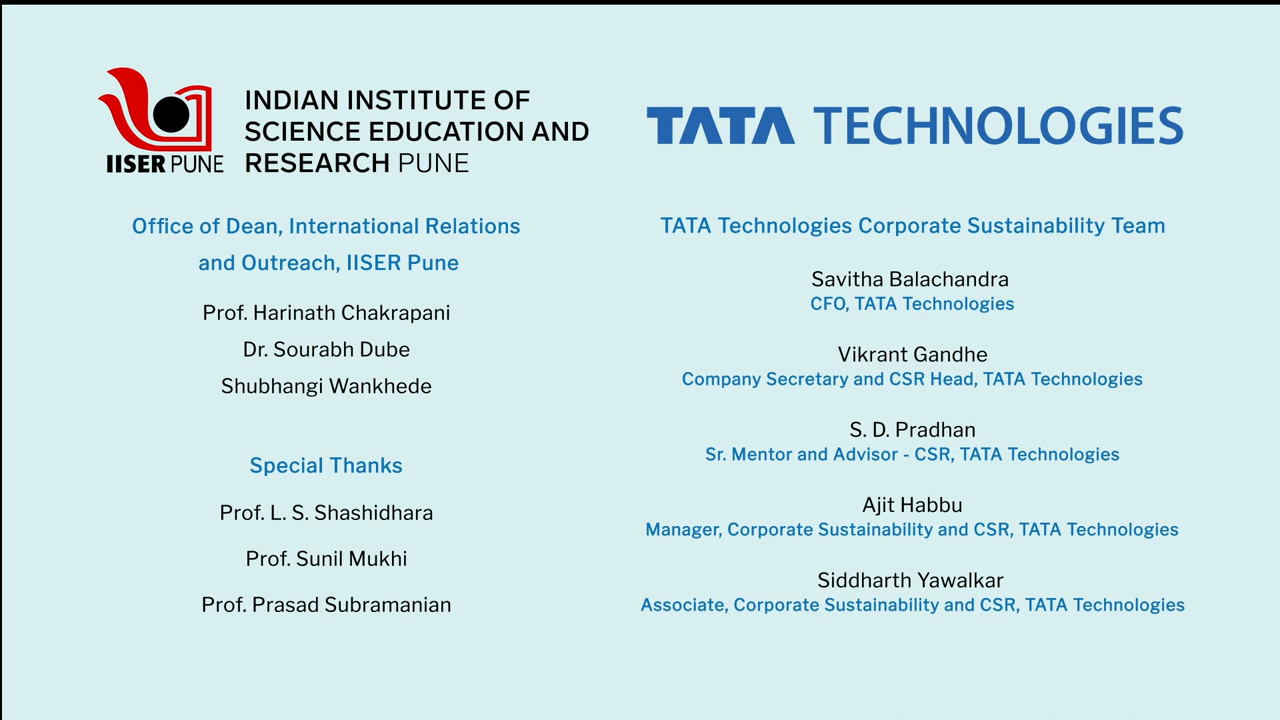 IISER PUNE
INDIAN INSTITUTE OF
SCIENCE EDUCATION AND
RESEARCH PUNE
Office of Dean, International Relations
and Outreach, IISER Pune
Prof. Harinath Chakrapani
Dr. Sourabh Dube
Shubhangi Wankhede
Special Thanks
Prof. L. S. Shashidhara
Prof. Sunil Mukhi
Prof. Prasad Subramanian
TATA TECHNOLOGIES
TATA Technologies Corporate Sustainability Team
Savitha Balachandra
CFO, TATA Technologies
Vikrant Gandhe
Company Secretary and CSR Head, TATA Technologies
S. D. Pradhan
Sr. Mentor and Advisor - CSR, TATA Technologies
Ajit Habbu
Manager, Corporate Sustainability and CSR, TATA Technologies
Siddharth Yawalkar
Associate, Corporate Sustainability and CSR, TATA Technologies